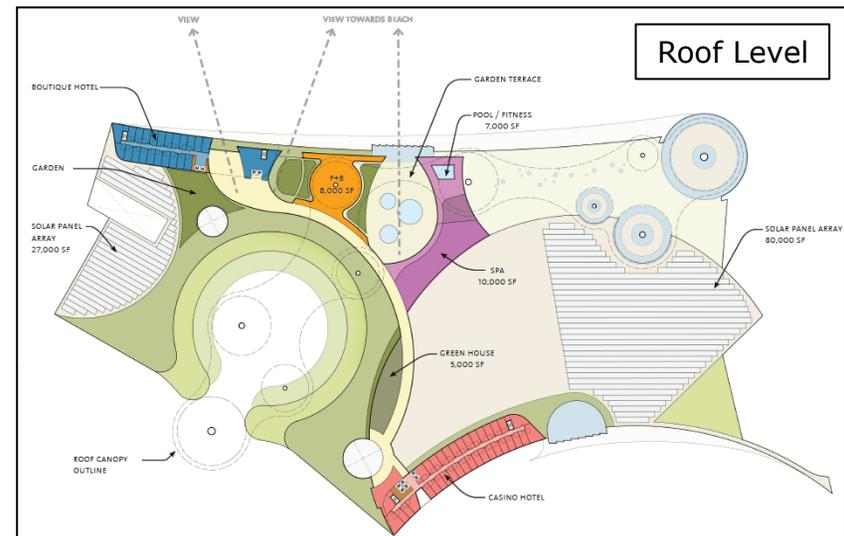 VIEW
VIEW TOWARDS BEACH
Roof Level
BOUTIQUE HOTEL
GARDEN TERRACE
POOL / FITNESS
7,000 SF
GARDEN
F+B
8,000 SF
SOLAR PANEL
ARRAY
27,000 SF
SOLAR PANEL ARRAY
80,000 SF
SPA
10,000 SF
GREEN HOUSE
5,000 SF
ROOF CANOPY
OUTLINE
CASINO HOTEL